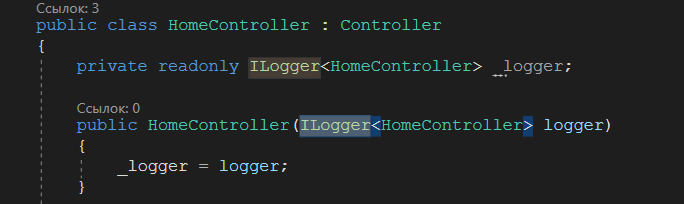 Ссылок: 3
public class HomeController : Controller
{
private readonly ILogger<HomeController> _logger;
Ссылок: 0
public HomeController(ILogger<HomeController> logger)
{
_logger = logger;
}